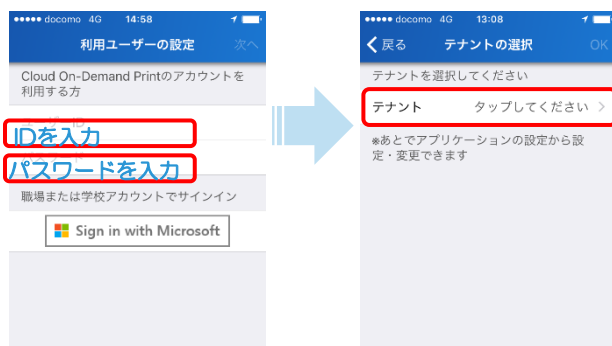 docomo 4G 14:58
利用ユーザーの設定 次へ
Cloud On-Demand Printのアカウントを
利用する方
IDを入力
パスワードを入力
職場または学校アカウントでサインイン
Sign in with Microsoft
docomo 4G 13:08
戻る テナントの選択 OK
テナントを選択してください
テナント タップしてください
※あとでアプリケーションの設定から設
定・変更できます